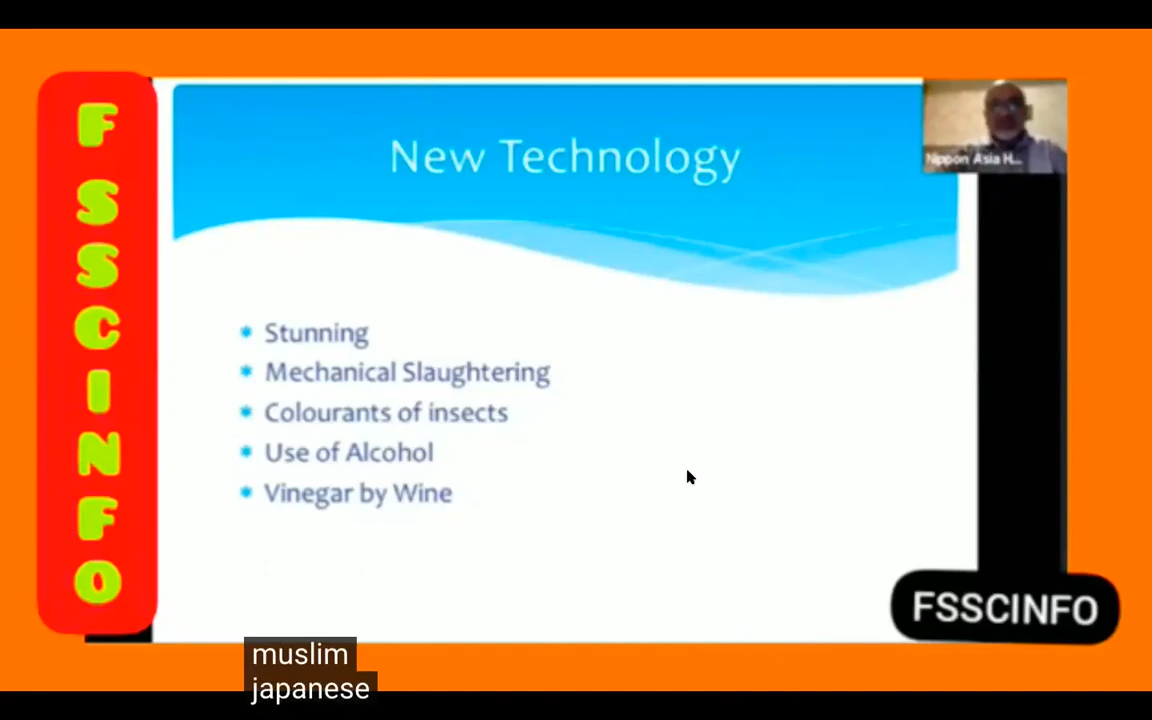 FSSCINFO
New Technology
Nippon Asia H...
Stunning
Mechanical Slaughtering
Colourants of insects
Use of Alcohol
Vinegar by Wine
FSSCINFO
muslim
japanese